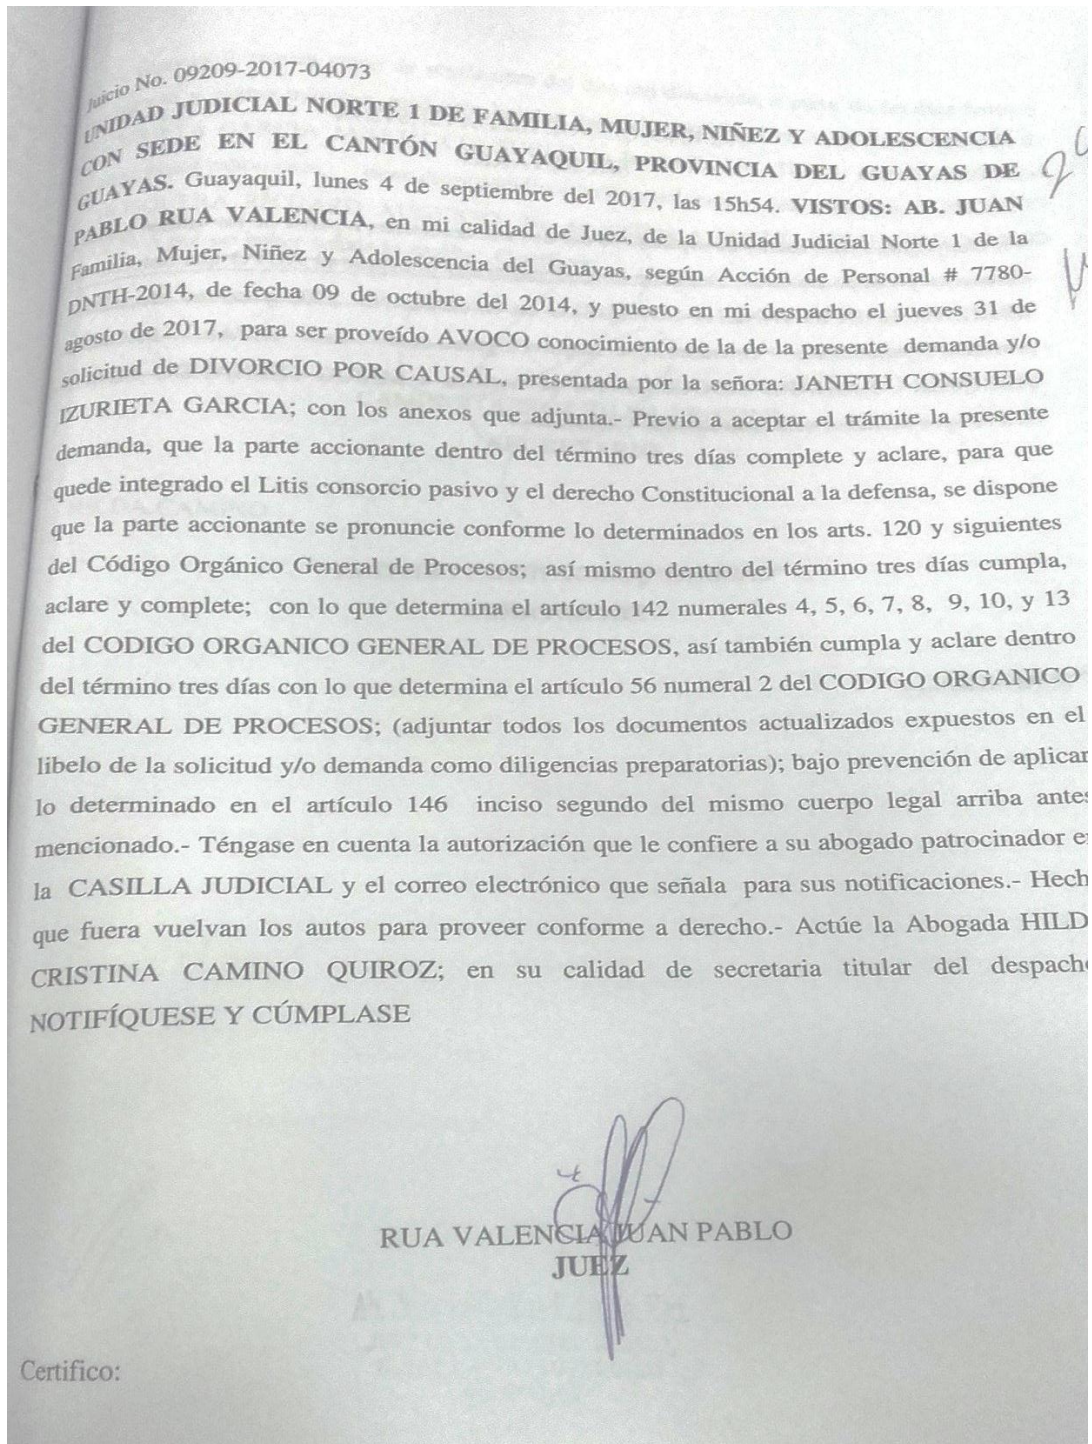 Juicio No. 09209-2017-04073
UNIDAD JUDICIAL NORTE 1 DE FAMILIA, MUJER, NIÑEZ Y ADOLESCENCIA
CON SEDE EN EL CANTÓN GUAYAQUIL, PROVINCIA DEL GUAYAS DE
GUAYAS. Guayaquil, lunes 4 de septiembre del 2017, las 15h54. VISTOS: AB. JUAN
PABLO RUA VALENCIA, en mi calidad de Juez, de la Unidad Judicial Norte 1 de la
Familia, Mujer, Niñez y Adolescencia del Guayas, según Acción de Personal # 7780-
DNTH-2014, de fecha 09 de octubre del 2014, y puesto en mi despacho el jueves 31 de
agosto de 2017, para ser proveído AVOCO conocimiento de la de la presente demanda y/o
solicitud de DIVORCIO POR CAUSAL, presentada por la señora: JANETH CONSUELO
IZURIETA GARCIA; con los anexos que adjunta.- Previo a aceptar el trámite la presente
demanda, que la parte accionante dentro del término tres días complete y aclare, para que
quede integrado el Litis consorcio pasivo y el derecho Constitucional a la defensa, se dispone
que la parte accionante se pronuncie conforme lo determinados en los arts. 120 y siguientes
del Código Orgánico General de Procesos; así mismo dentro del término tres días cumpla,
aclare y complete; con lo que determina el artículo 142 numerales 4, 5, 6, 7, 8, 9, 10, y 13
del CODIGO ORGANICO GENERAL DE PROCESOS, así también cumpla y aclare dentro
del término tres días con lo que determina el artículo 56 numeral 2 del CODIGO ORGANICO
GENERAL DE PROCESOS; (adjuntar todos los documentos actualizados expuestos en el
libelo de la solicitud y/o demanda como diligencias preparatorias); bajo prevención de aplicar
lo determinado en el artículo 146 inciso segundo del mismo cuerpo legal arriba antes
mencionado.- Téngase en cuenta la autorización que le confiere a su abogado patrocinador e
la CASILLA JUDICIAL y el correo electrónico que señala para sus notificaciones.- Hech
que fuera vuelvan los autos para proveer conforme a derecho.- Actúe la Abogada HILD
CRISTINA CAMINO QUIROZ; en su calidad de secretaria titular del despach
NOTIFÍQUESE Y CÚMPLASE
RUA VALENCIA JUAN PABLO
JUEZ
Certifico: